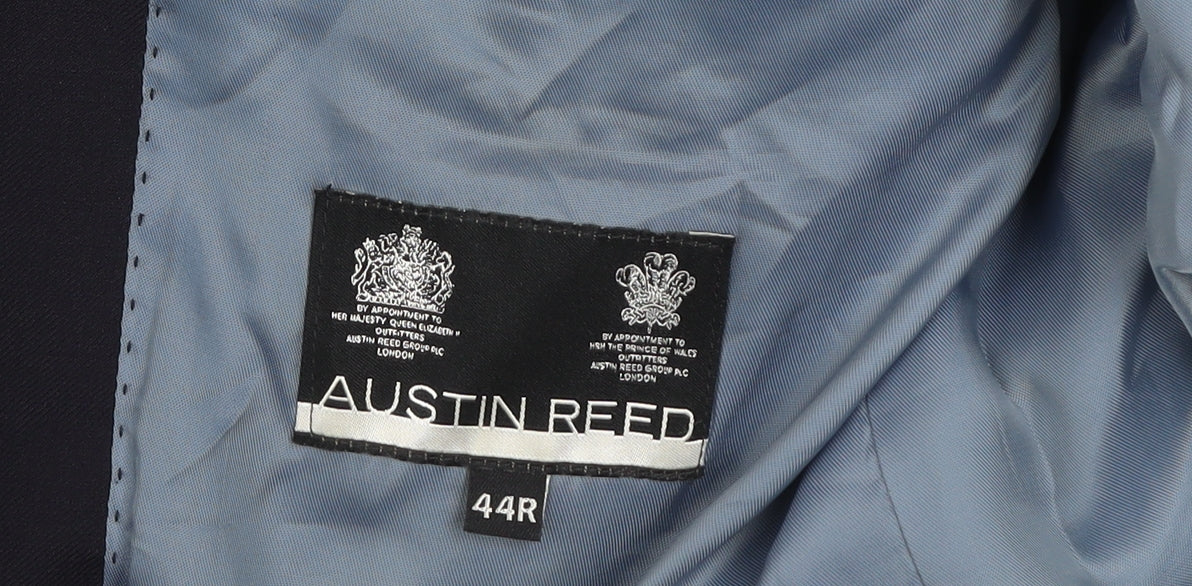 BY APPOINTMENT TO
HER MAJESTY QUEEN ELIZABETH II
OUTFITTERS
AUSTIN REED GROUP PLC
LONDON
BY APPOINTMENT TO
HRH THE PRINCE OF WALES
OUTFITTERS
AUSTIN REED GROUP PLC
LONDON
AUSTIN REED
44R